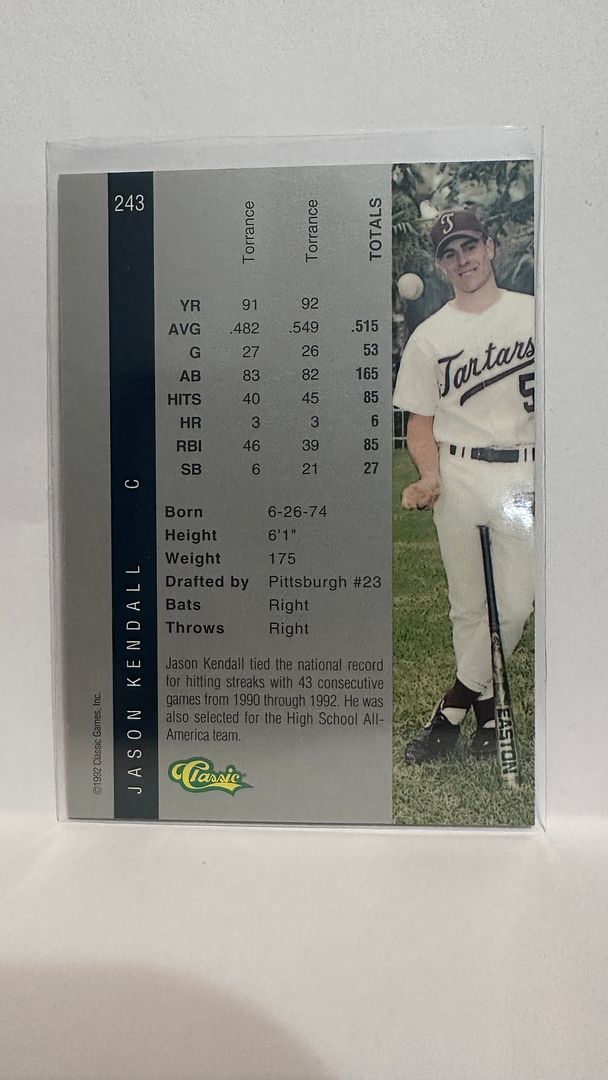 243
JASON KENDALL C
©1992 Classic Games, Inc.
Torrance Torrance TOTALS
YR 91 92
AVG .482 .549 .515
G 27 26 53
AB 83 82 165
HITS 40 45 85
HR 3 3 6
RBI 46 39 85
SB 6 21 27
Born 6-26-74
Height 6'1"
Weight 175
Drafted by Pittsburgh #23
Bats Right
Throws Right
Jason Kendall tied the national record
for hitting streaks with 43 consecutive
games from 1990 through 1992. He was
also selected for the High School All-
America team.
Classic
T
Tartars
5
EASTON